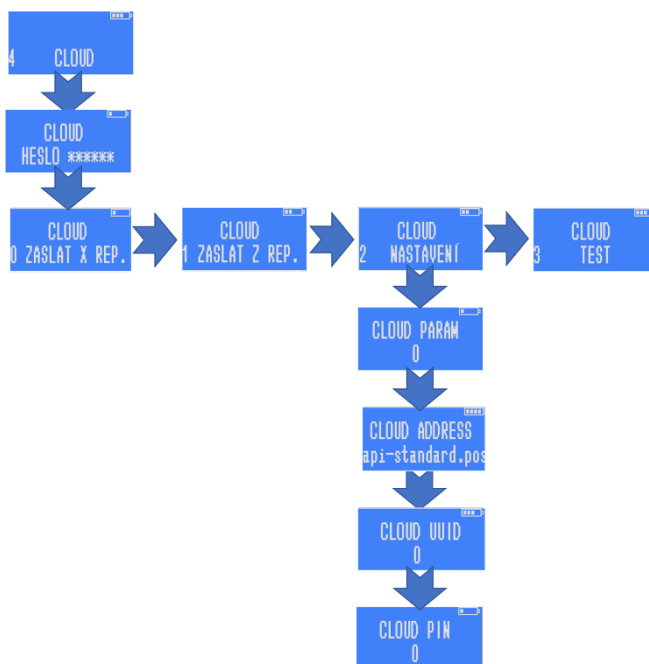 4 CLOUD
CLOUD
HESLO ******
CLOUD
0 ZASLAT X REP.
CLOUD
1 ZASLAT Z REP.
CLOUD
2 NASTAVENÍ
CLOUD
3 TEST
CLOUD PARAM
0
CLOUD ADDRESS
api-standard.pos
CLOUD UUID
0
CLOUD PIN
0